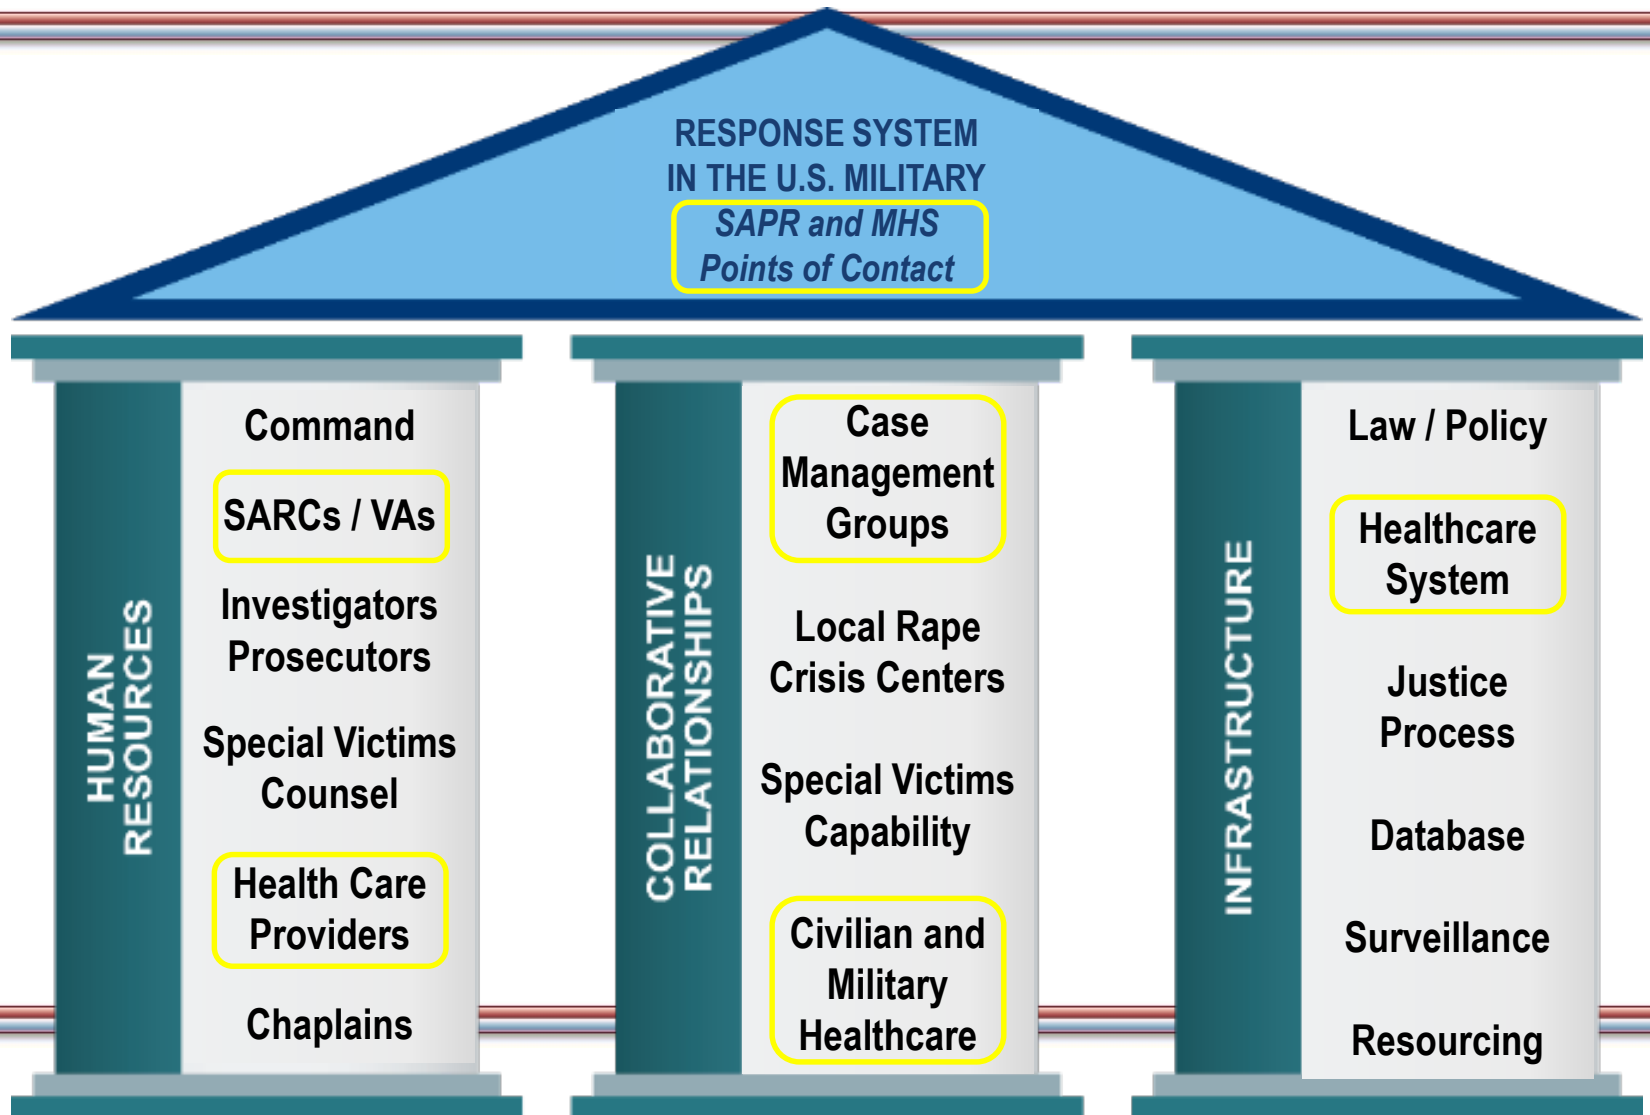 RESPONSE SYSTEM
IN THE U.S. MILITARY
SAPR and MHS
Points of Contact
HUMAN
RESOURCES
Command
SARCs / VAs
Investigators
Prosecutors
Special Victims
Counsel
Health Care
Providers
Chaplains
COLLABORATIVE
RELATIONSHIPS
Case
Management
Groups
Local Rape
Crisis Centers
Special Victims
Capability
Civilian and
Military
Healthcare
INFRASTRUCTURE
Law / Policy
Healthcare
System
Justice
Process
Database
Surveillance
Resourcing